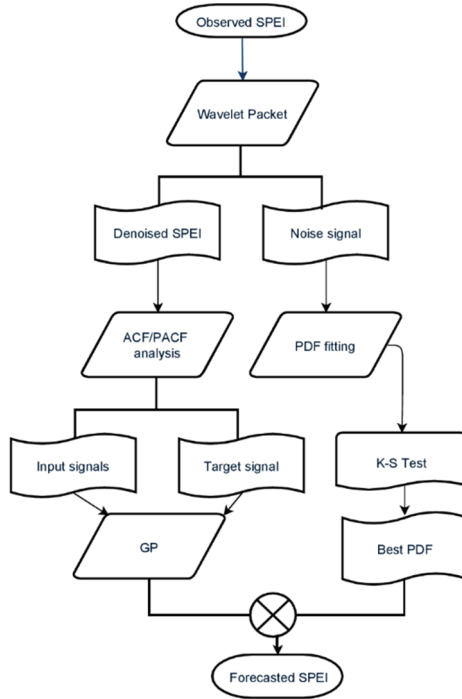 Observed SPEI
Wavelet Packet
Denoised SPEI
Noise signal
ACF/PACF
analysis
PDF fitting
Input signals
Target signal
K-S Test
GP
Best PDF
Forecasted SPEI